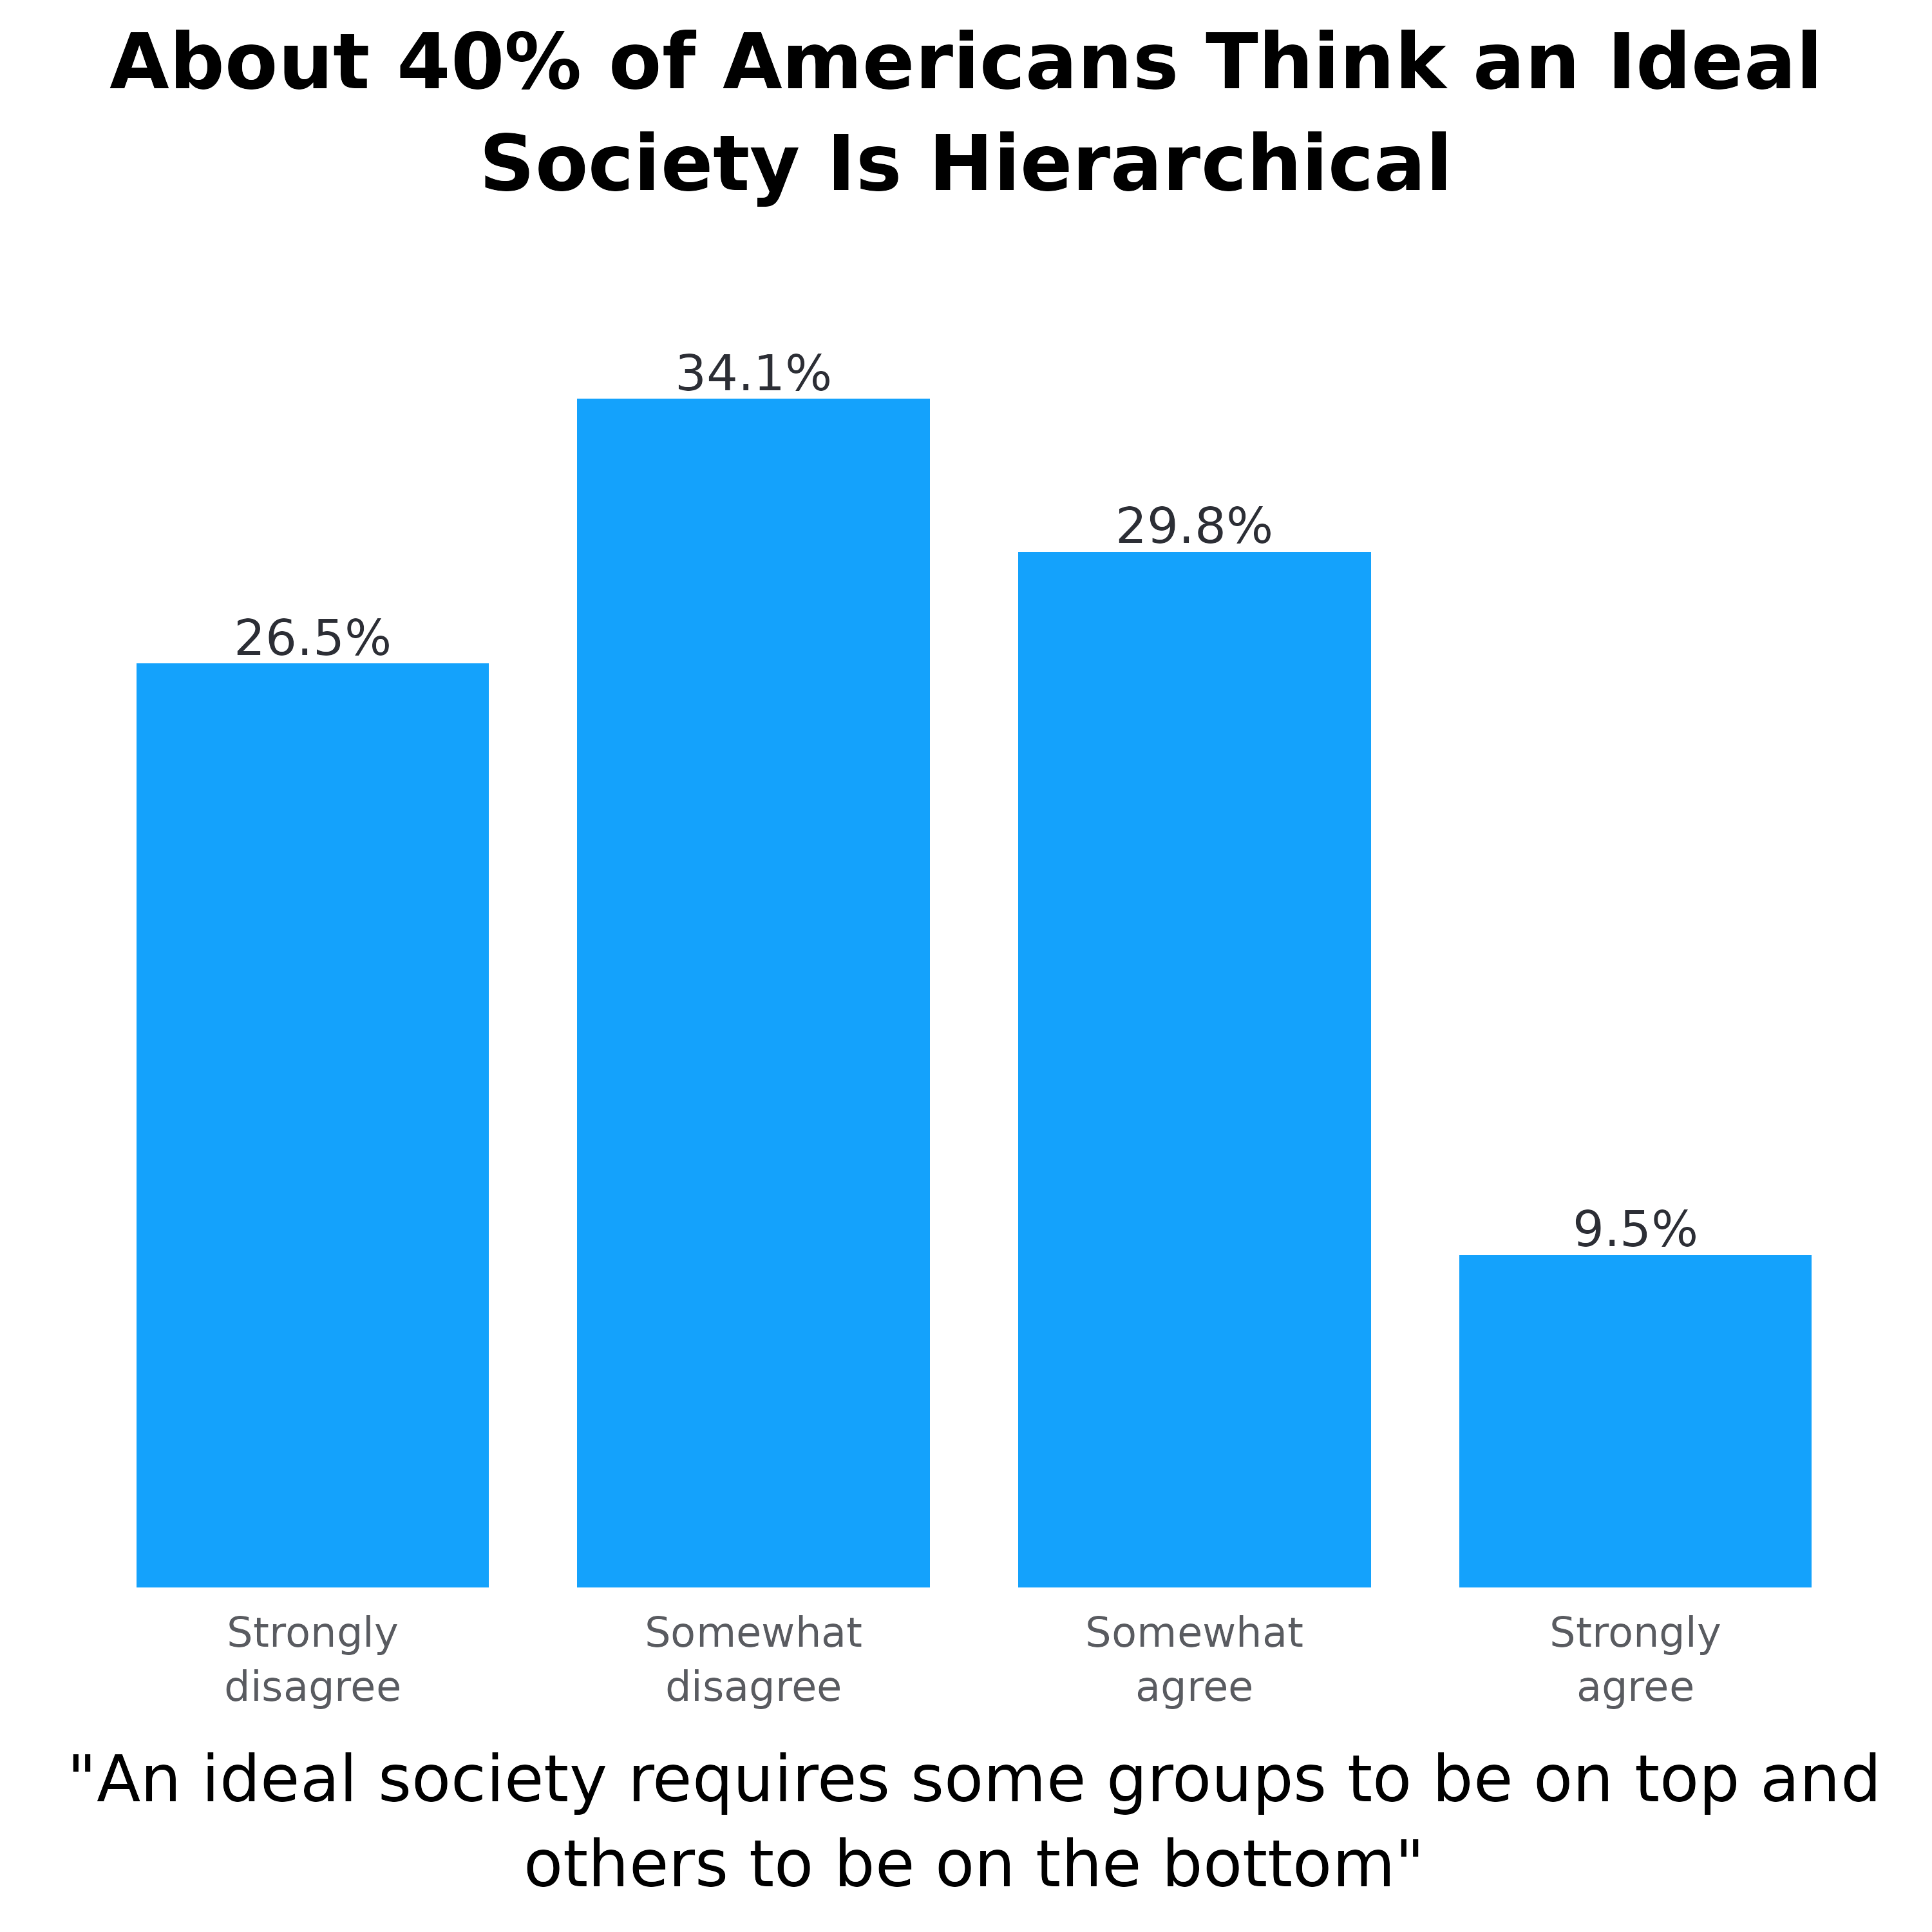 About 40% of Americans Think an Ideal
Society Is Hierarchical
34.1%
29.8%
26.5%
9.5%
Strongly
disagree
Somewhat
disagree
Somewhat
agree
Strongly
agree
"An ideal society requires some groups to be on top and
others to be on the bottom"